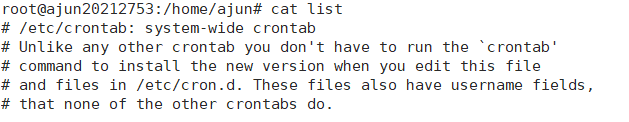 root@ajun20212753:/home/ajun# cat list
# /etc/crontab: system-wide crontab
# Unlike any other crontab you don't have to run the `crontab'
# command to install the new version when you edit this file
# and files in /etc/cron.d. These files also have username fields,
# that none of the other crontabs do.